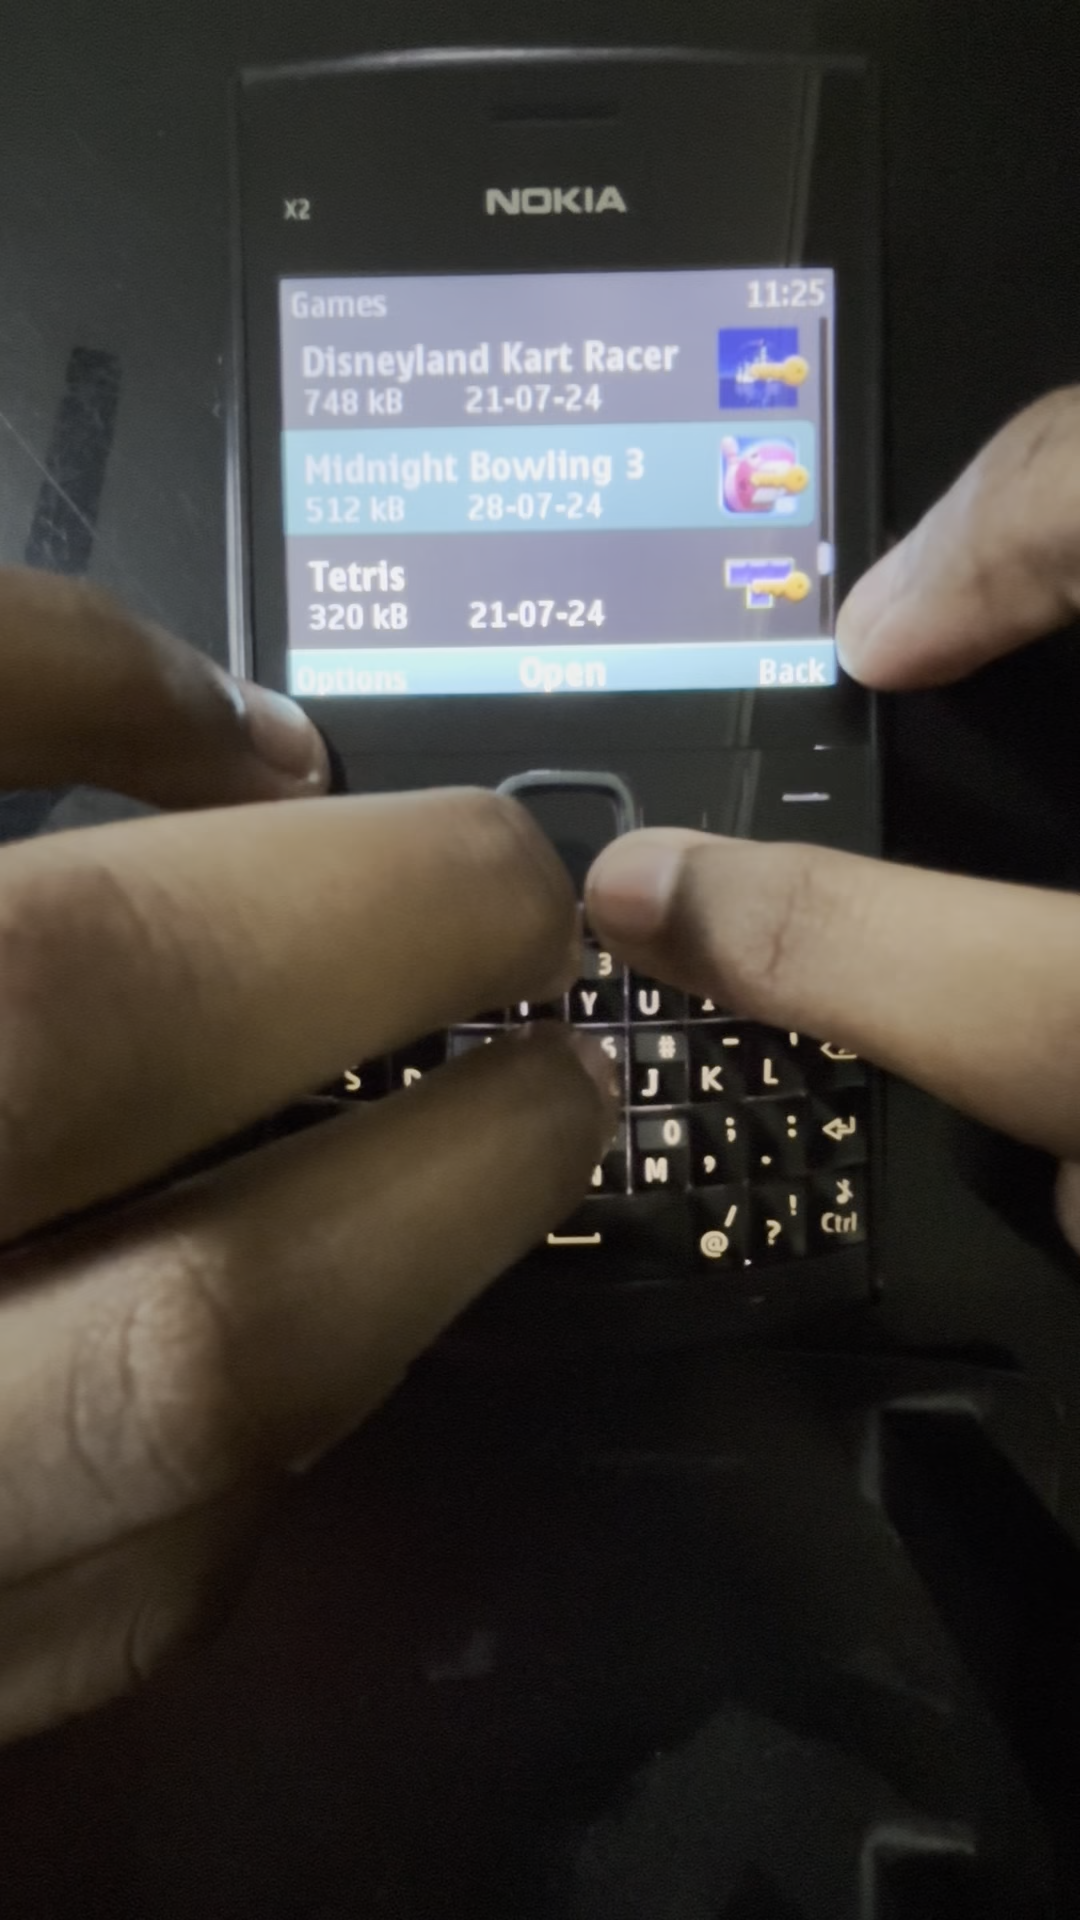 X2 NOKIA
Games 11:25
Disneyland Kart Racer
748 kB 21-07-24
Midnight Bowling 3
512 kB 28-07-24
Tetris
320 kB 21-07-24
Options Open Back
3
Y U
#  -
S J K L
0 ; :
M , .
/ !
@ ? Ctrl